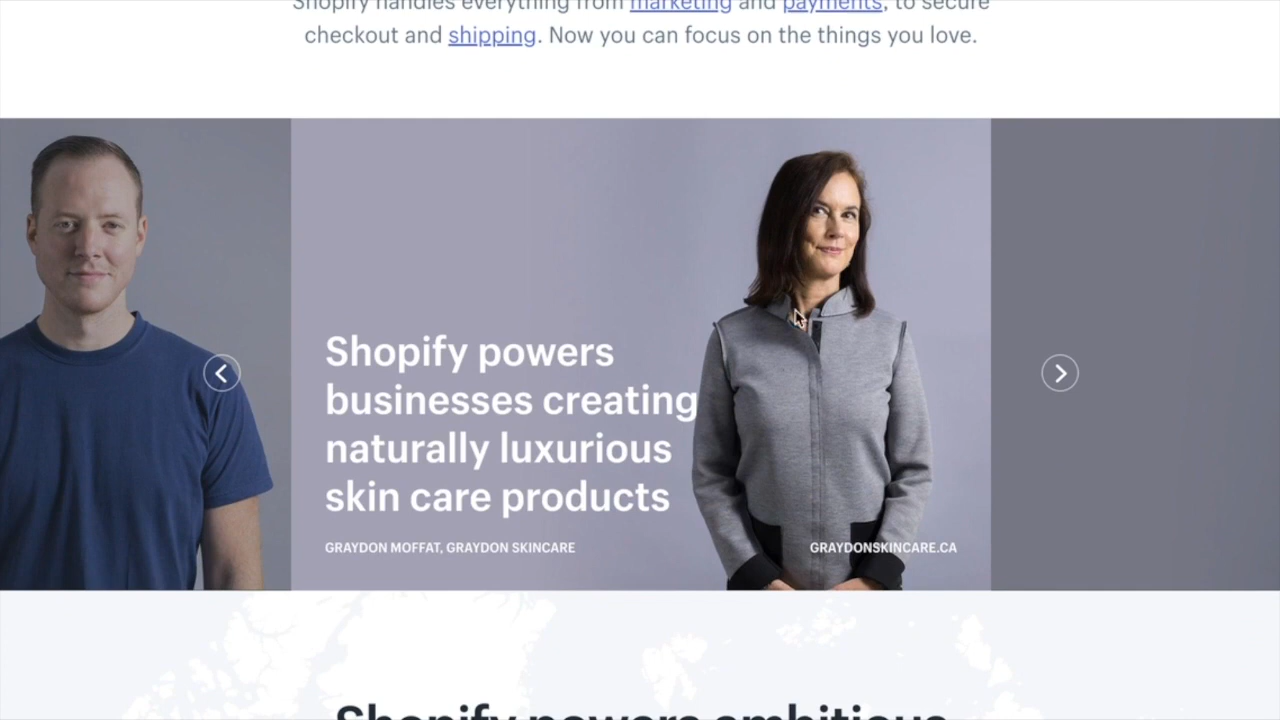 Shopify handles everything from marketing and payments, to secure
checkout and shipping. Now you can focus on the things you love.
Shopify powers
businesses creating
naturally luxurious
skin care products
GRAYDON MOFFAT, GRAYDON SKINCARE
GRAYDONSKINCARE.CA
Shopify powers ambitious